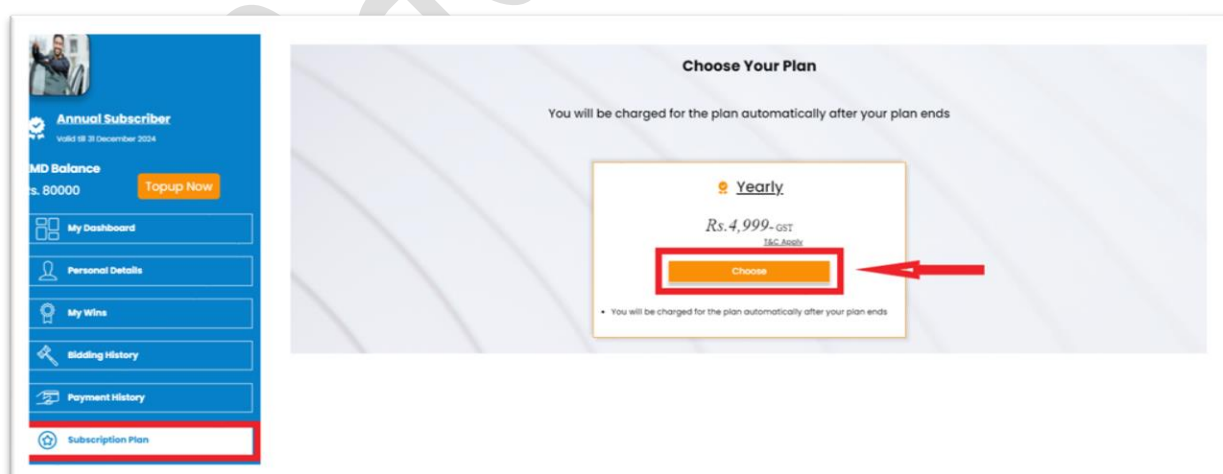 Annual Subscriber
Valid till 31 December 2024
MD Balance
s. 80000
Topup Now
My Dashboard
Personal Details
My Wins
Bidding History
Payment History
Subscription Plan
Choose Your Plan
You will be charged for the plan automatically after your plan ends
Yearly
Rs.4,999+ GST
T&C Apply
Choose
• You will be charged for the plan automatically after your plan ends